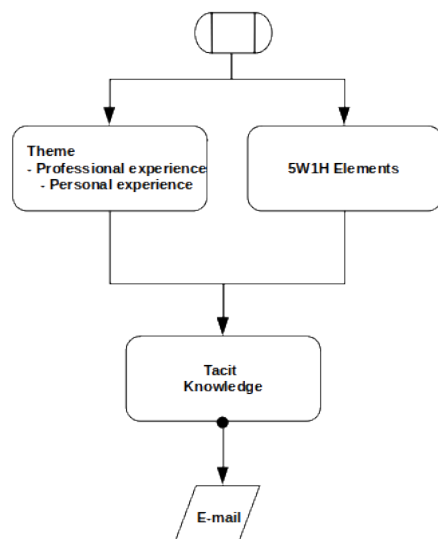 Theme
- Professional experience
- Personal experience
5W1H Elements
Tacit
Knowledge
E-mail